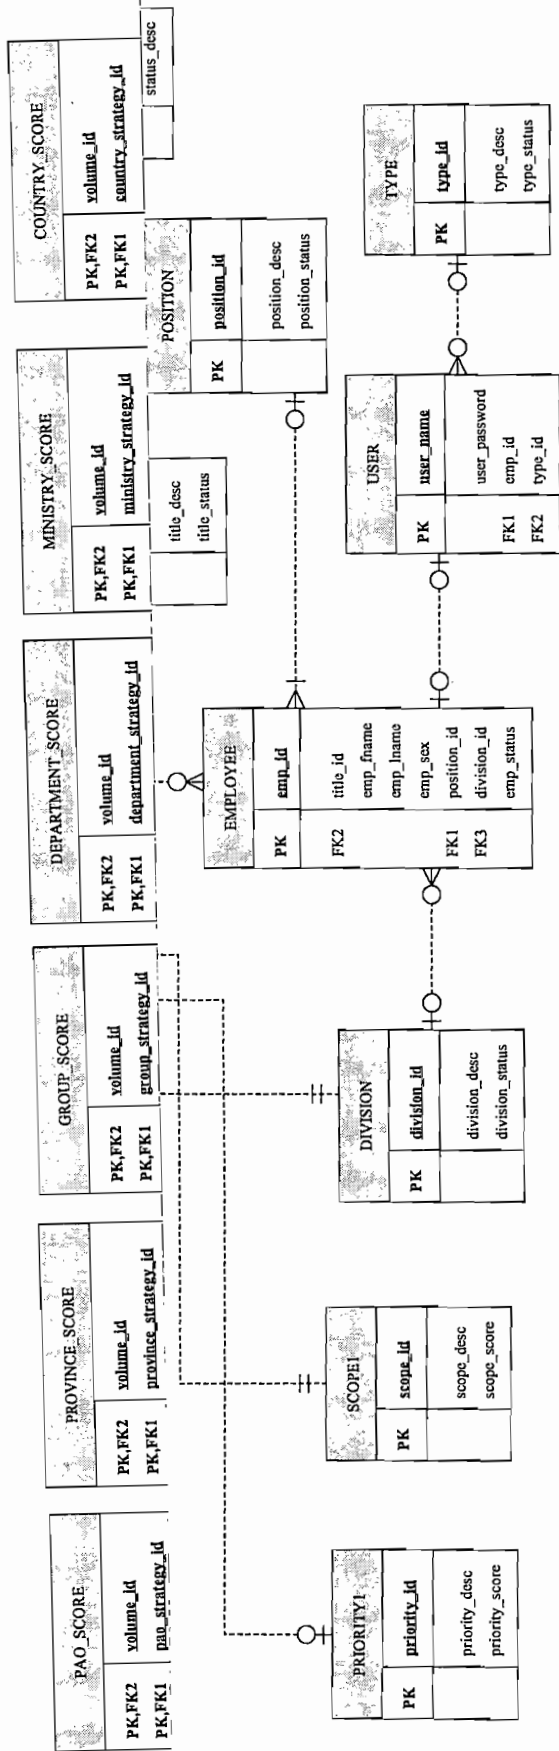 PAO_SCORE
PK,FK2 volume_id
PK,FK1 pao_strategy_id
PROVINCE_SCORE
PK,FK2 volume_id
PK,FK1 province_strategy_id
GROUP_SCORE
PK,FK2 volume_id
PK,FK1 group_strategy_id
DEPARTMENT_SCORE
PK,FK2 volume_id
PK,FK1 department_strategy_id
MINISTRY_SCORE
PK,FK2 volume_id
PK,FK1 ministry_strategy_id
COUNTRY_SCORE
PK,FK2 volume_id
PK,FK1 country_strategy_id
status_desc
title_desc
title_status
POSITION
PK position_id
position_desc
position_status
EMPLOYEE
PK emp_id
FK2 title_id
emp_fname
emp_lname
emp_sex
FK1 position_id
FK3 division_id
emp_status
PRIORITY1
PK priority_id
priority_desc
priority_score
SCOPE1
PK scope_id
scope_desc
scope_score
DIVISION
PK division_id
division_desc
division_status
USER
PK user_name
user_password
FK1 emp_id
FK2 type_id
TYPE
PK type_id
type_desc
type_status